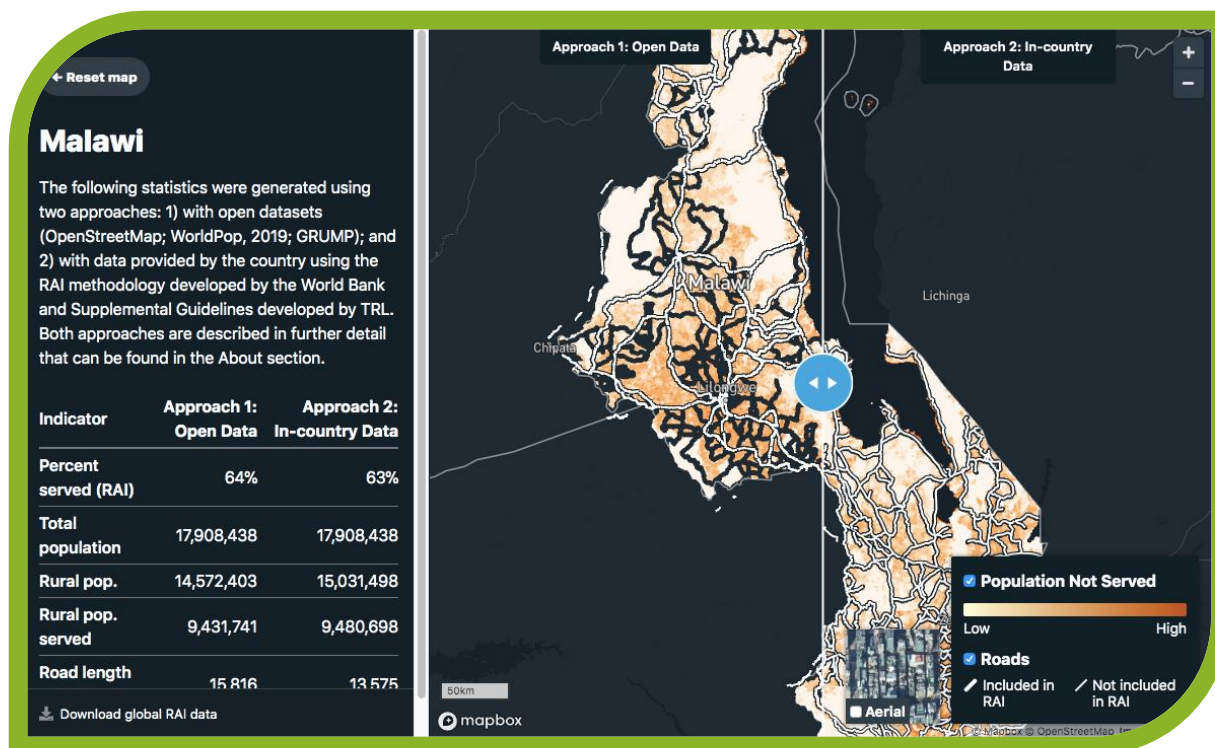 ← Reset map
Malawi
The following statistics were generated using
two approaches: 1) with open datasets
(OpenStreetMap; WorldPop, 2019; GRUMP); and
2) with data provided by the country using the
RAI methodology developed by the World Bank
and Supplemental Guidelines developed by TRL.
Both approaches are described in further detail
that can be found in the About section.
Indicator Approach 1: Open Data Approach 2: In-country Data
Percent served (RAI) 64% 63%
Total population 17,908,438 17,908,438
Rural pop. 14,572,403 15,031,498
Rural pop. served 9,431,741 9,480,698
Road length 15,816 13,575
Download global RAI data
Approach 1: Open Data
Approach 2: In-country
Data
+
−
Lichinga
Malawi
Chipata
Lilongwe
Population Not Served
Low High
Roads
Included in RAI
Not included in RAI
Aerial
50km
mapbox
© Mapbox © OpenStreetMap